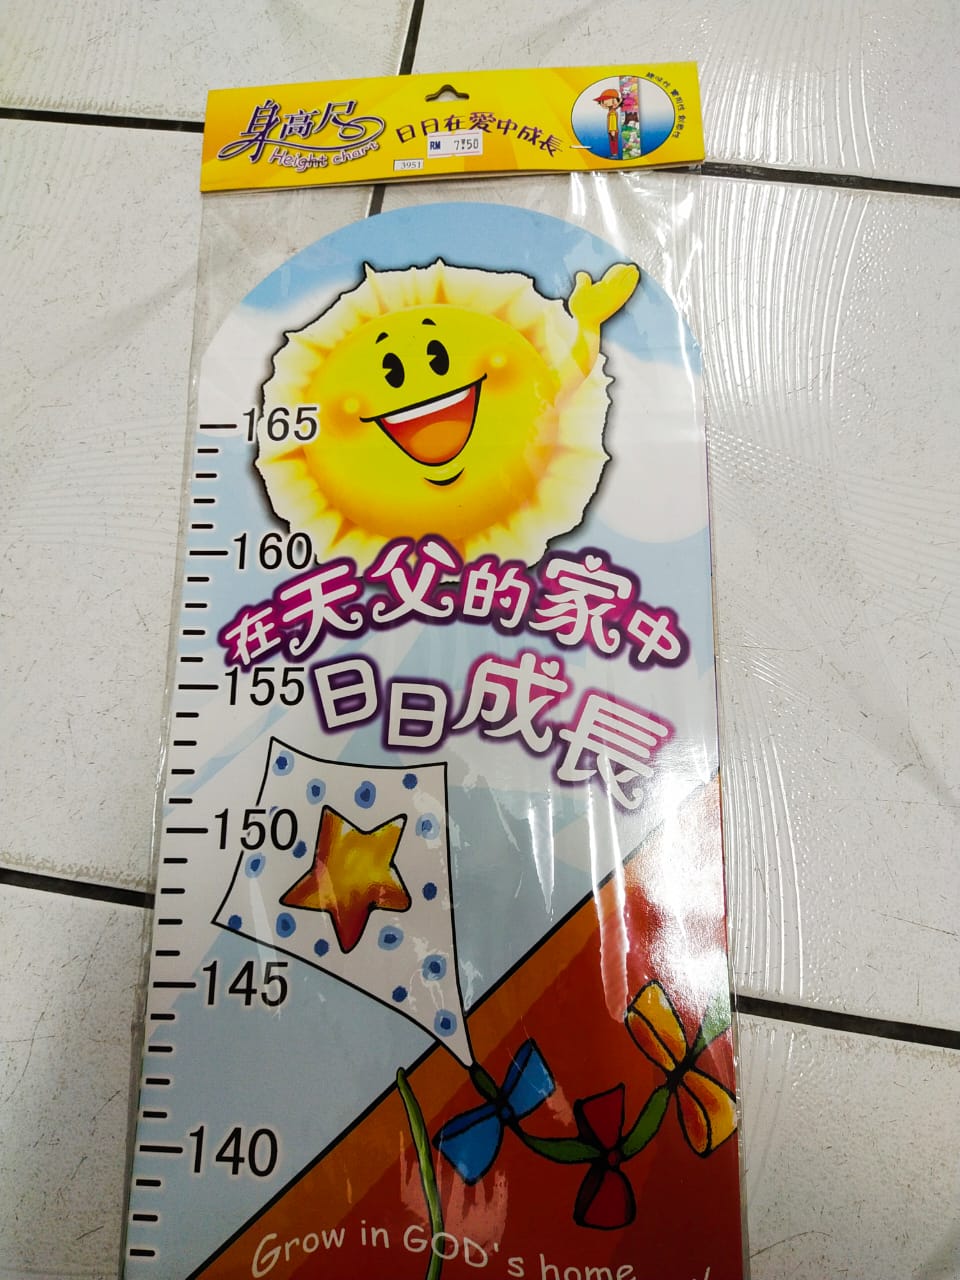 身高尺
Height chart
日日在愛中成長
RM 7.50
3951
165
160
在天父的家中
155
日日成長
150
145
140
Grow in GOD's home